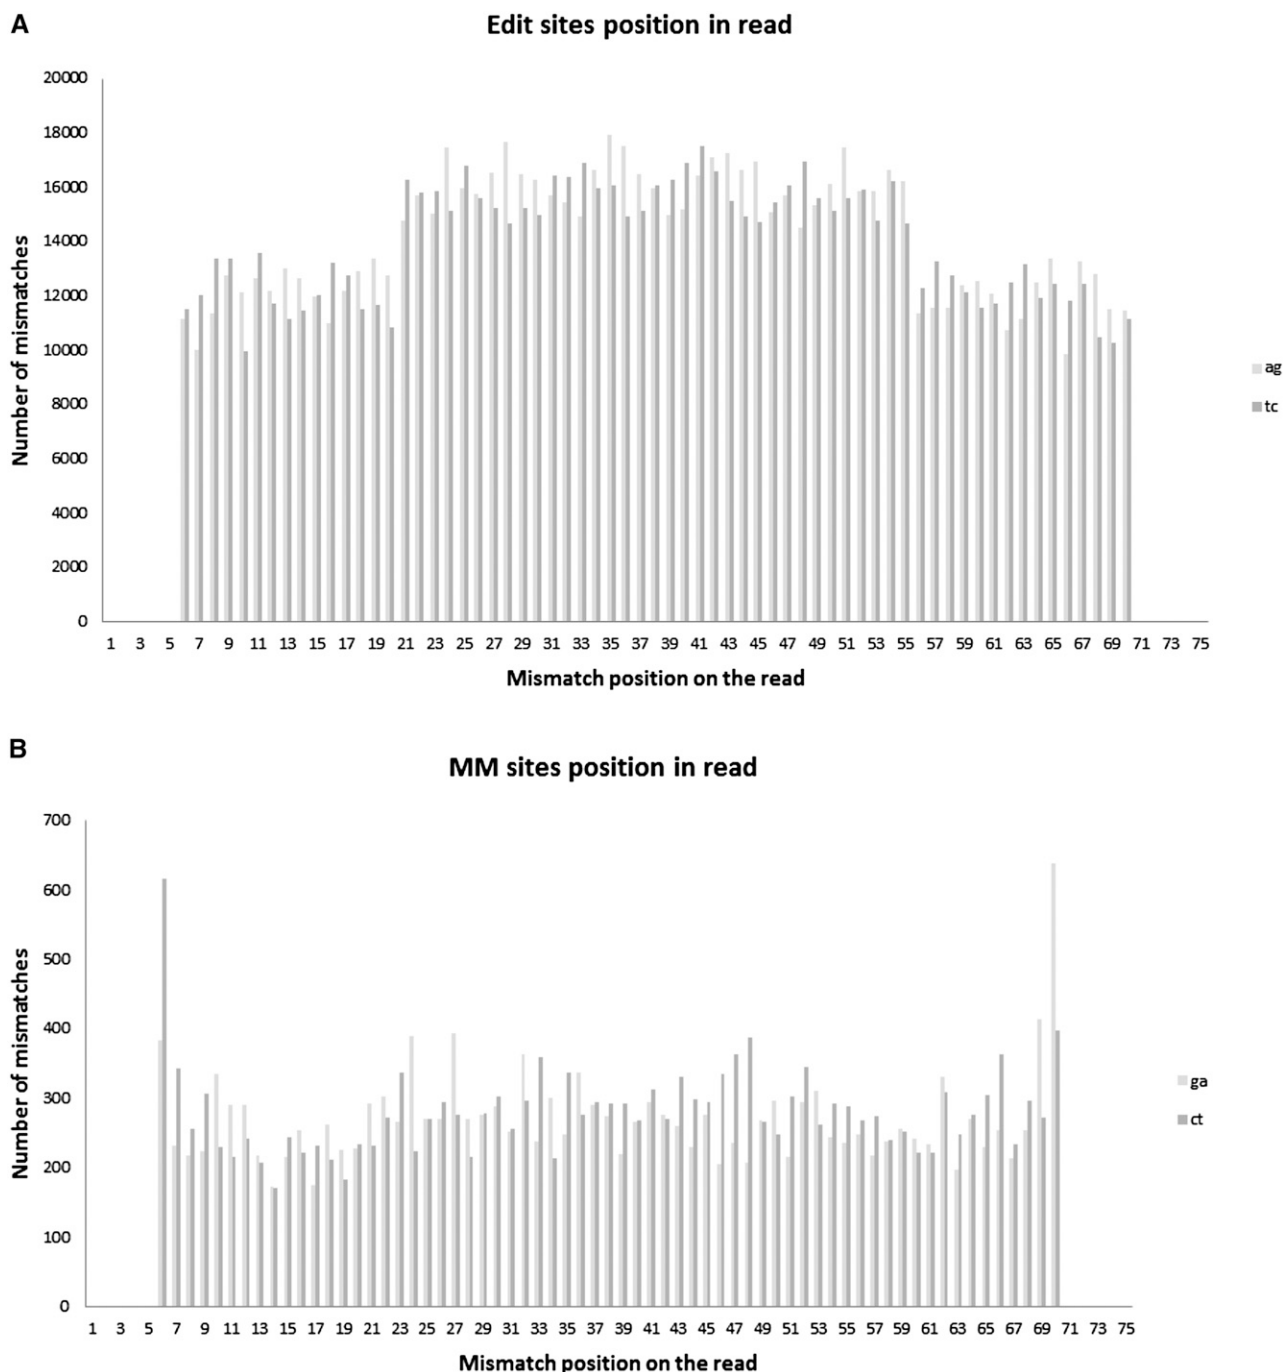 A
Edit sites position in read
20000
18000
16000
14000
12000
10000
8000
6000
4000
2000
0
Number of mismatches
1 3 5 7 9 11 13 15 17 19 21 23 25 27 29 31 33 35 37 39 41 43 45 47 49 51 53 55 57 59 61 63 65 67 69 71 73 75
Mismatch position on the read
ag
tc
B
MM sites position in read
700
600
500
400
300
200
100
0
Number of mismatches
1 3 5 7 9 11 13 15 17 19 21 23 25 27 29 31 33 35 37 39 41 43 45 47 49 51 53 55 57 59 61 63 65 67 69 71 73 75
Mismatch position on the read
ga
ct